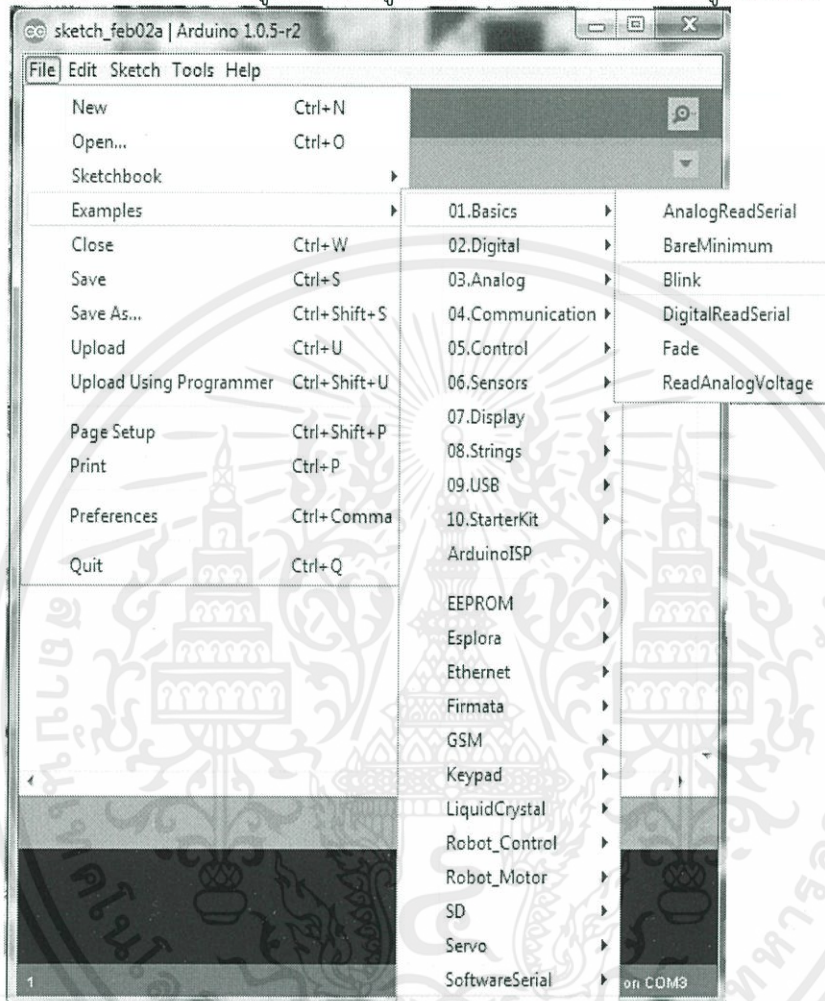 sketch_feb02a | Arduino 1.0.5-r2
File Edit Sketch Tools Help
New Ctrl+N
Open... Ctrl+O
Sketchbook
Examples
Close Ctrl+W
Save Ctrl+S
Save As... Ctrl+Shift+S
Upload Ctrl+U
Upload Using Programmer Ctrl+Shift+U
Page Setup Ctrl+Shift+P
Print Ctrl+P
Preferences Ctrl+Comma
Quit Ctrl+Q
01.Basics
02.Digital
03.Analog
04.Communication
05.Control
06.Sensors
07.Display
08.Strings
09.USB
10.StarterKit
ArduinoISP
EEPROM
Esplora
Ethernet
Firmata
GSM
Keypad
LiquidCrystal
Robot_Control
Robot_Motor
SD
Servo
SoftwareSerial
AnalogReadSerial
BareMinimum
Blink
DigitalReadSerial
Fade
ReadAnalogVoltage
1
on COM3